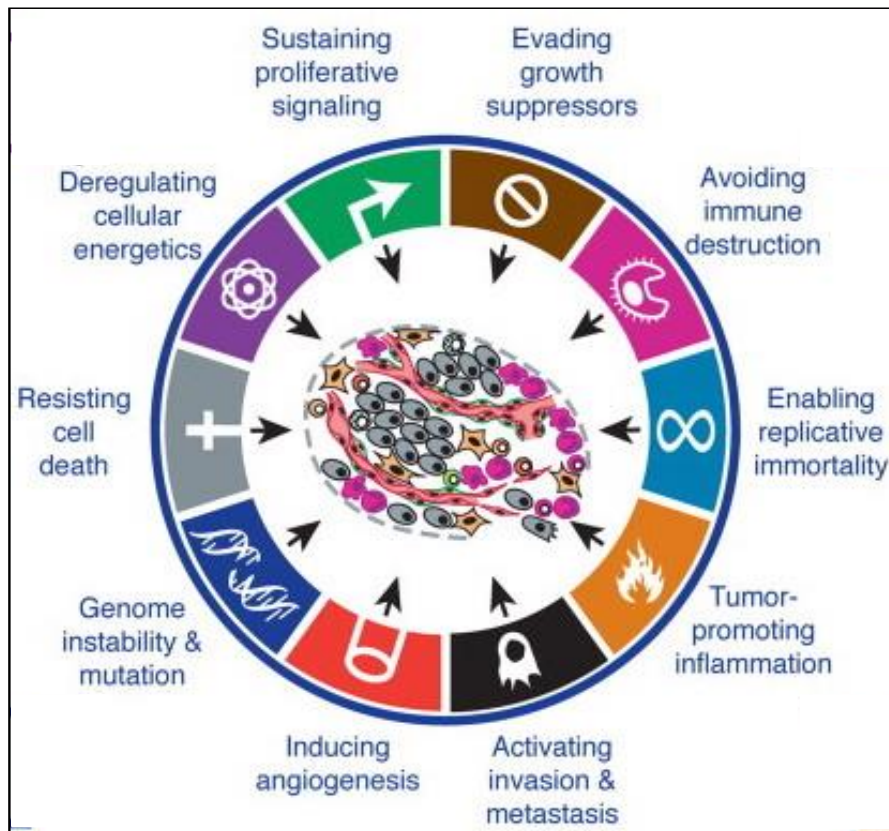 Sustaining
proliferative
signaling
Evading
growth
suppressors
Avoiding
immune
destruction
Enabling
replicative
immortality
Tumor-
promoting
inflammation
Activating
invasion &
metastasis
Inducing
angiogenesis
Genome
instability &
mutation
Resisting
cell
death
Deregulating
cellular
energetics